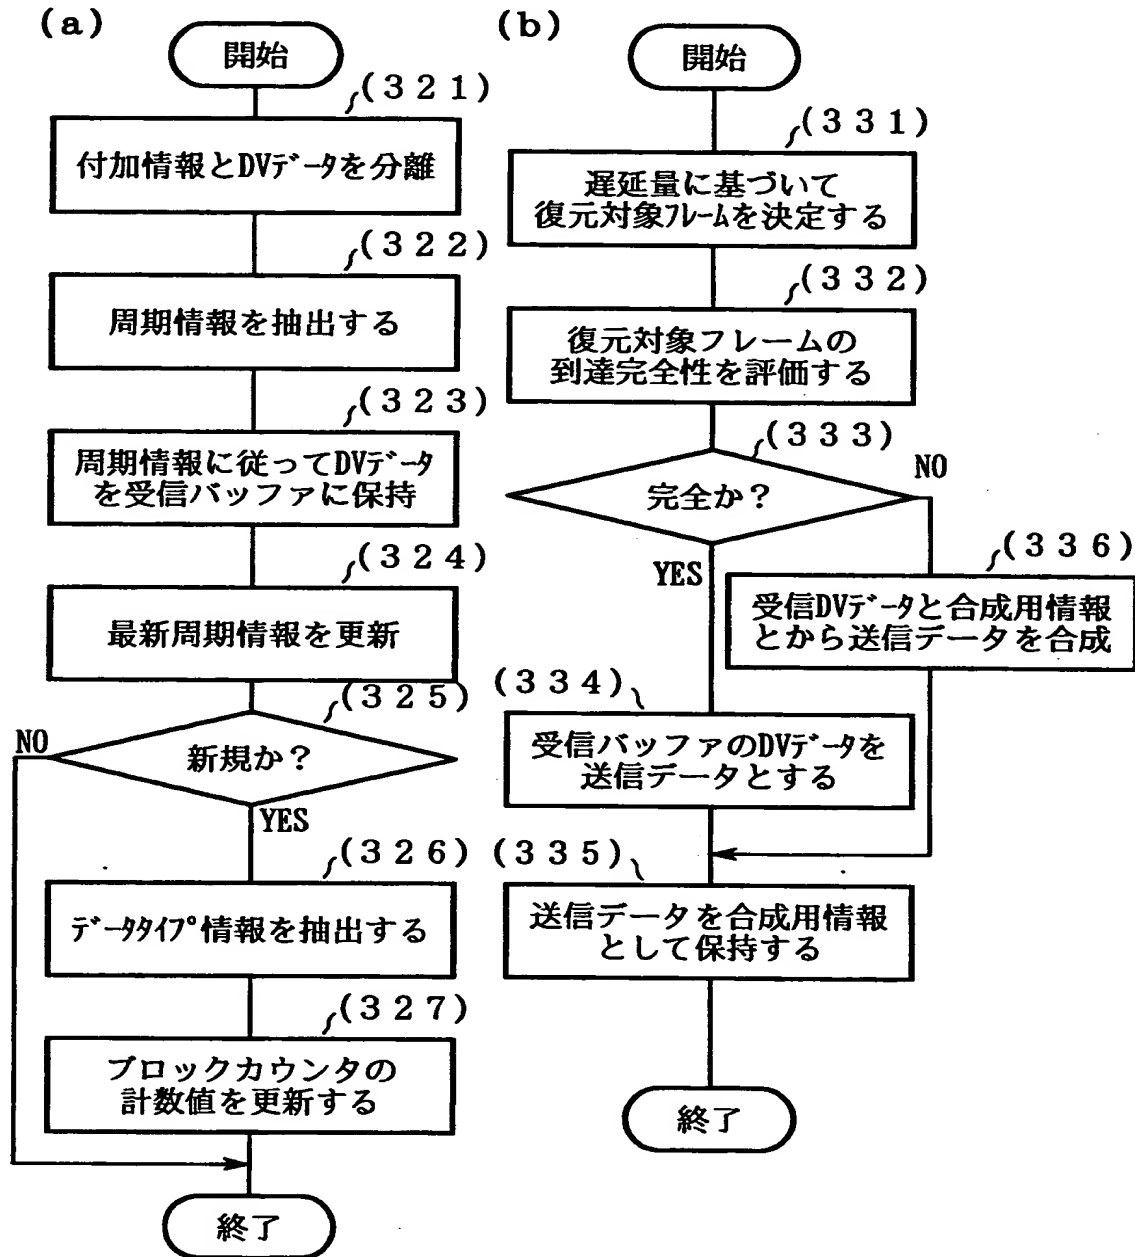 (a)
開始
(321)
付加情報とDVデータを分離
(322)
周期情報を抽出する
(323)
周期情報に従ってDVデータ
を受信バッファに保持
(324)
最新周期情報を更新
(325)
新規か？
NO
YES
(326)
データタイプ情報を抽出する
(327)
ブロックカウンタの
計数値を更新する
終了
(b)
開始
(331)
遅延量に基づいて
復元対象フレームを決定する
(332)
復元対象フレームの
到達完全性を評価する
(333)
完全か？
NO
YES
(336)
受信DVデータと合成用情報
とから送信データを合成
(334)
受信バッファのDVデータを
送信データとする
(335)
送信データを合成用情報
として保持する
終了